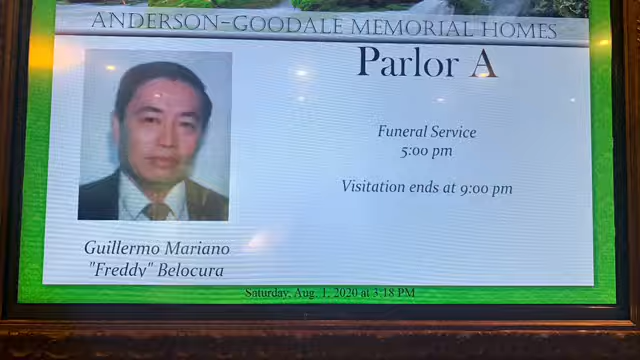 ANDERSON-GOODALE MEMORIAL HOMES
Parlor A
Funeral Service
5:00 pm
Visitation ends at 9:00 pm
Guillermo Mariano
"Freddy" Belocura
Saturday, Aug. 1, 2020 at 3:18 PM